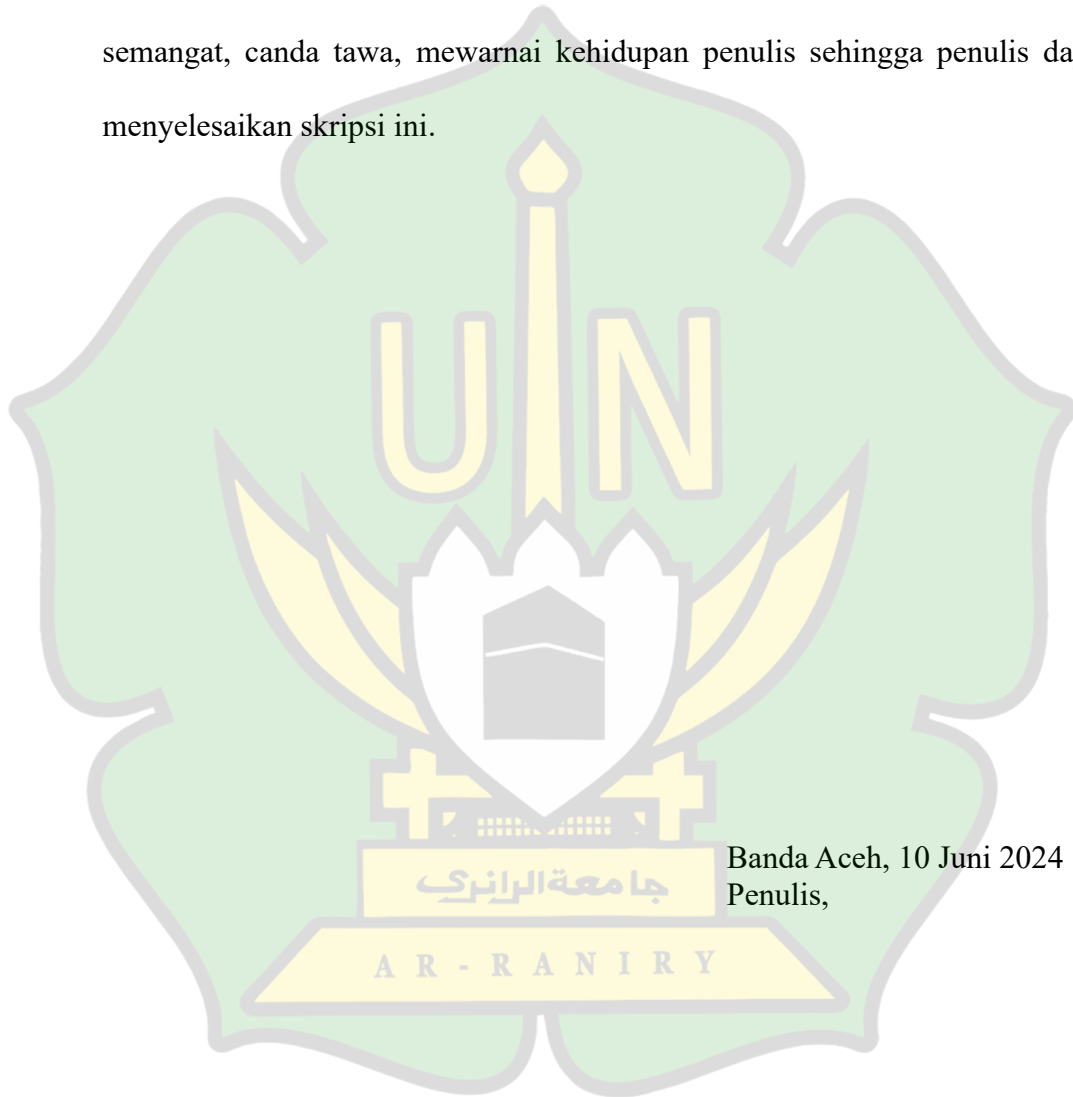 semangat, canda tawa, mewarnai kehidupan penulis sehingga penulis da
menyelesaikan skripsi ini.
UIN
Banda Aceh, 10 Juni 2024
Penulis,
جامعة الرانري
AR-RANIRY